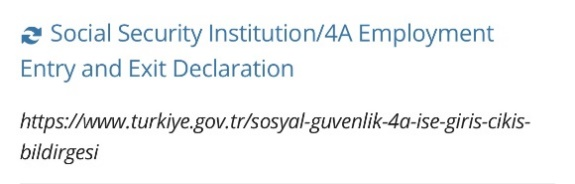 Social Security Institution/4A Employment
Entry and Exit Declaration
https://www.turkiye.gov.tr/sosyal-guvenlik-4a-ise-giris-cikis-
bildirgesi